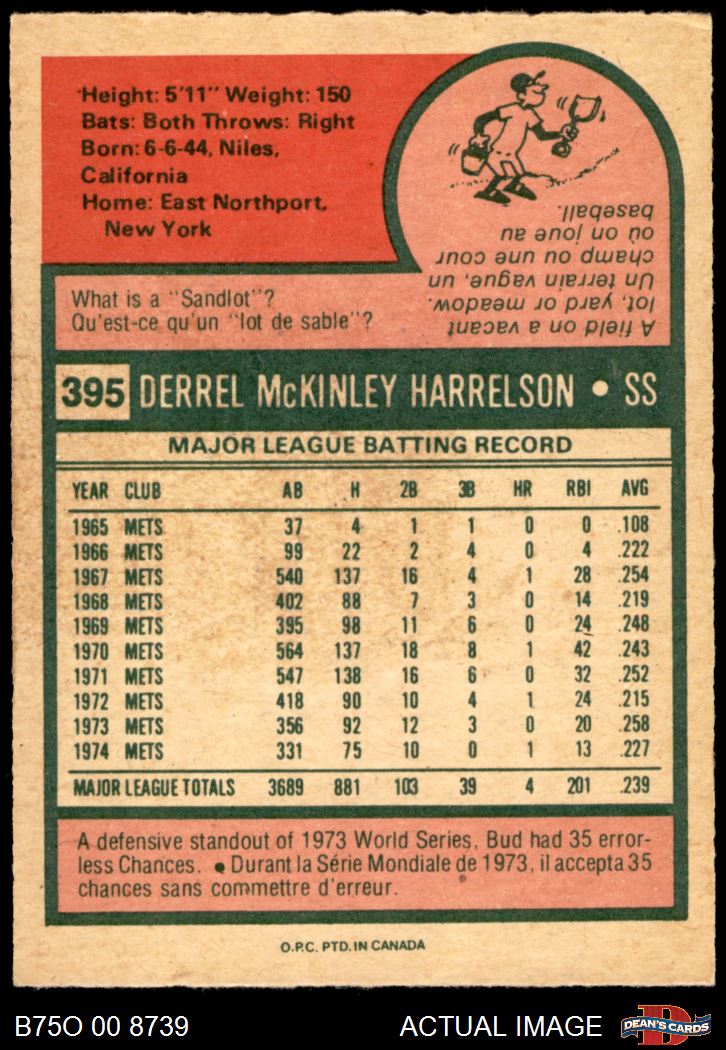 Height: 5'11" Weight: 150
Bats: Both Throws: Right
Born: 6-6-44, Niles,
California
Home: East Northport,
New York
What is a "Sandlot"?
Qu'est-ce qu'un "lot de sable"?
A field on a vacant
lot, yard or meadow.
Un terrain vague, un
champ ou une cour
où on joue au
baseball.
395 DERREL McKINLEY HARRELSON • SS
MAJOR LEAGUE BATTING RECORD
YEAR CLUB AB H 2B 3B HR RBI AVG
1965 METS 37 4 1 1 0 0 .108
1966 METS 99 22 2 4 0 4 .222
1967 METS 540 137 16 4 1 28 .254
1968 METS 402 88 7 3 0 14 .219
1969 METS 395 98 11 6 0 24 .248
1970 METS 564 137 18 8 1 42 .243
1971 METS 547 138 16 6 0 32 .252
1972 METS 418 90 10 4 1 24 .215
1973 METS 356 92 12 3 0 20 .258
1974 METS 331 75 10 0 1 13 .227
MAJOR LEAGUE TOTALS 3689 881 103 39 4 201 .239
A defensive standout of 1973 World Series, Bud had 35 error-
less Chances. • Durant la Série Mondiale de 1973, il accepta 35
chances sans commettre d'erreur.
O.P.C. PTD. IN CANADA
B75O 00 8739 ACTUAL IMAGE DEAN'S CARDS